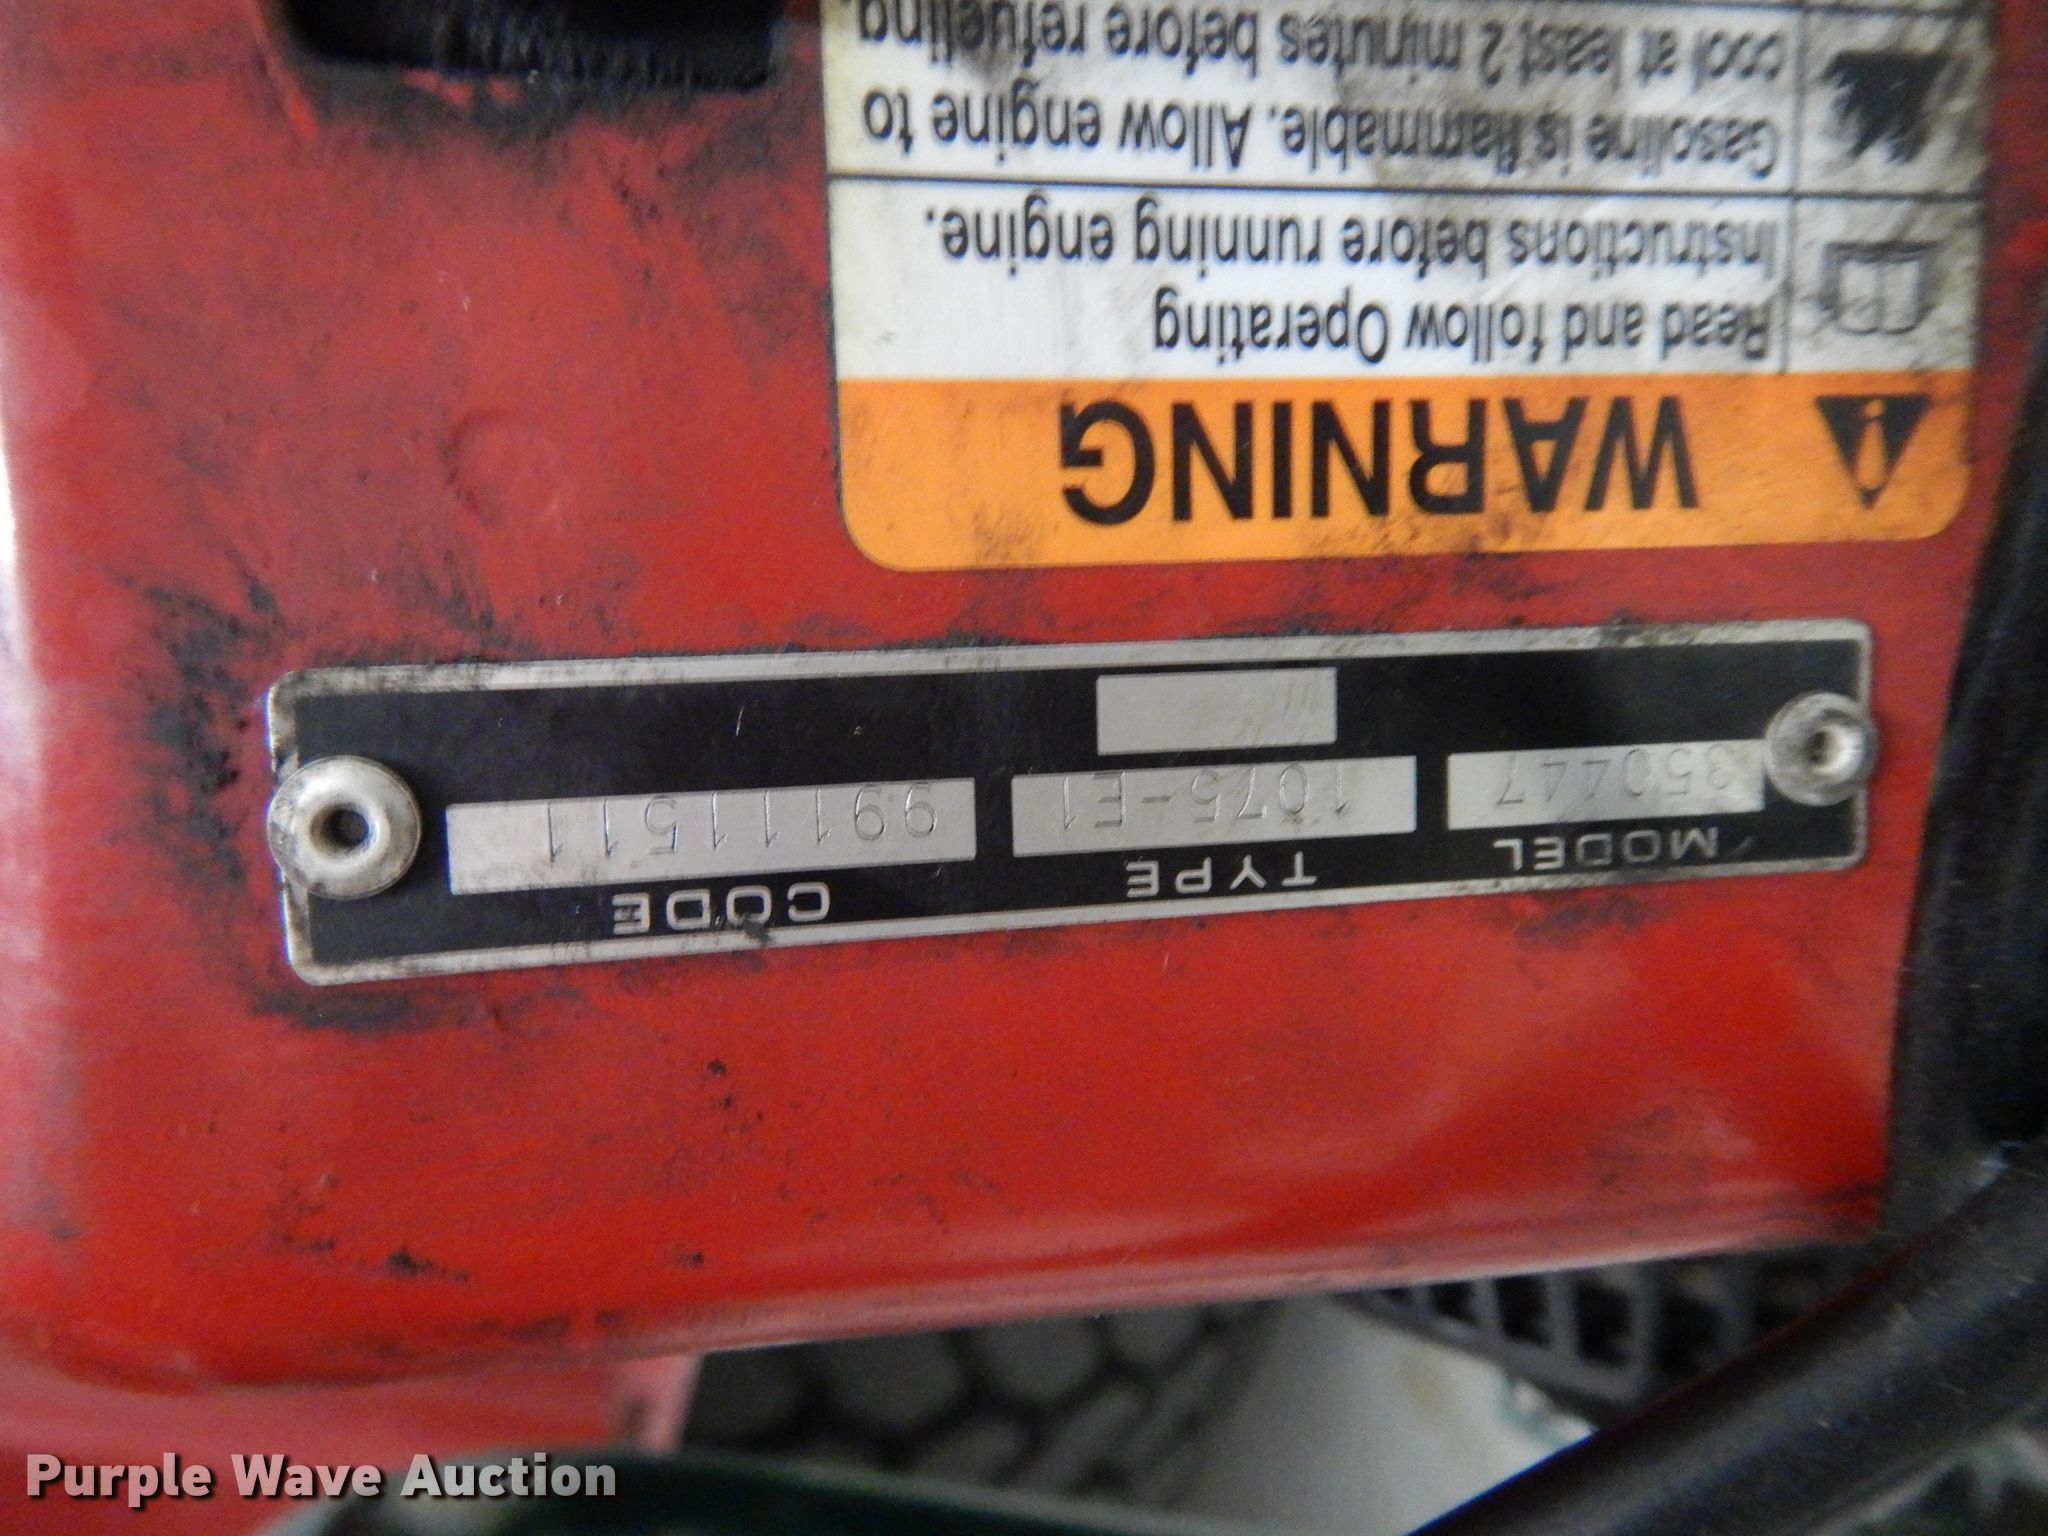 MODEL TYPE CODE
350447 1075-E1 99111511
WARNING
Read and follow Operating
Instructions before running engine.
Gasoline is flammable. Allow engine to
cool at least 2 minutes before refueling.
Purple Wave Auction